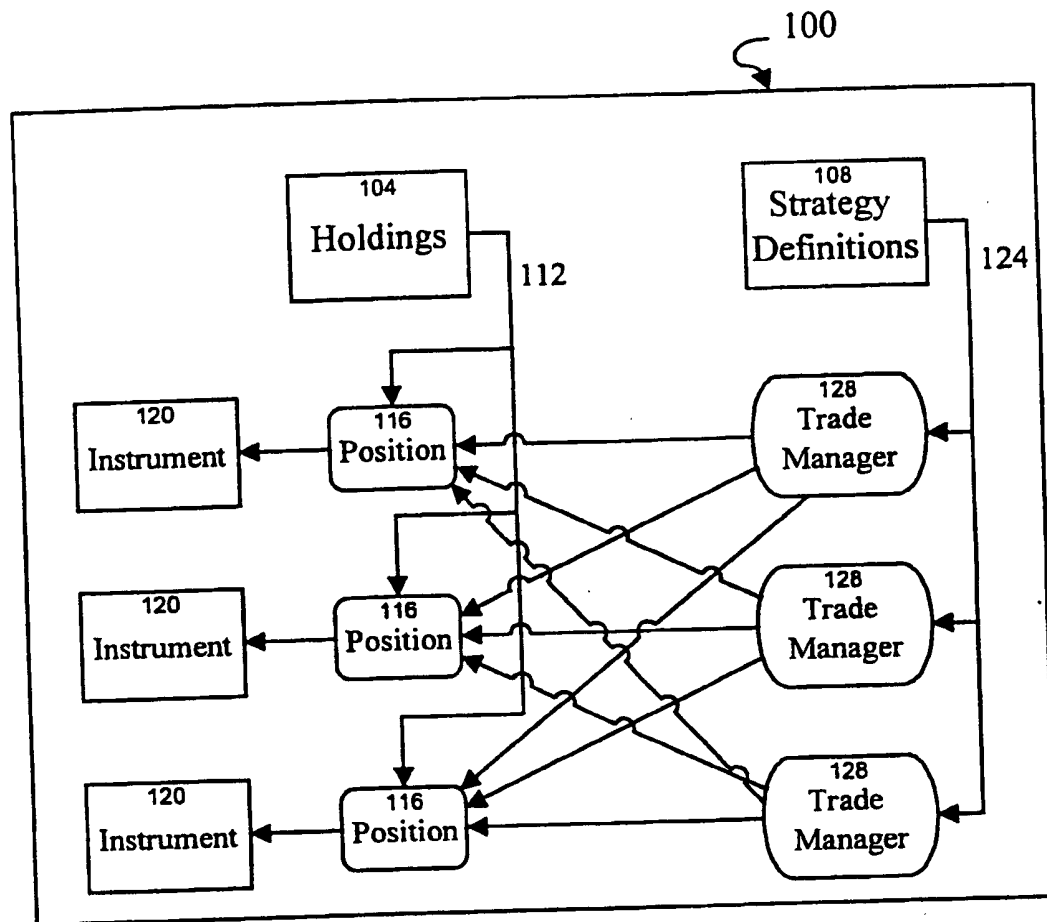 100
104
Holdings
108
Strategy
Definitions
112
124
120
Instrument
116
Position
128
Trade
Manager
120
Instrument
116
Position
128
Trade
Manager
120
Instrument
116
Position
128
Trade
Manager